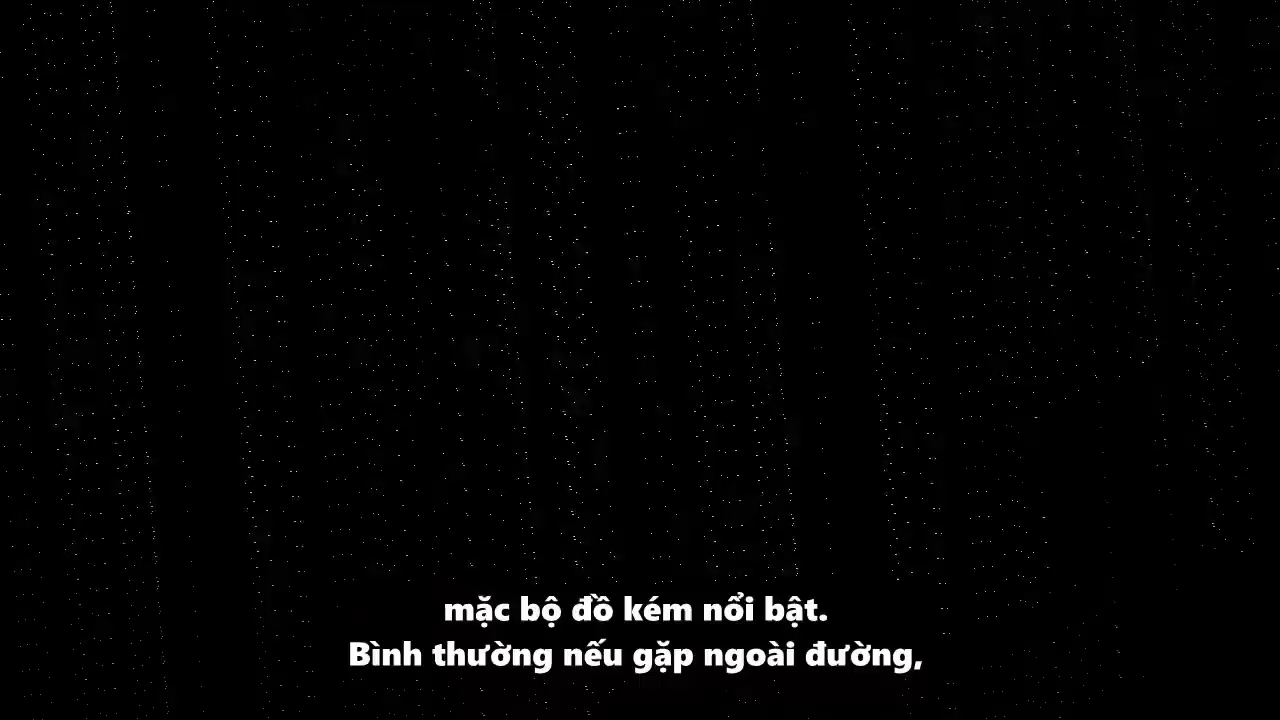 mặc bộ đồ kém nổi bật.
Bình thường nếu gặp ngoài đường,